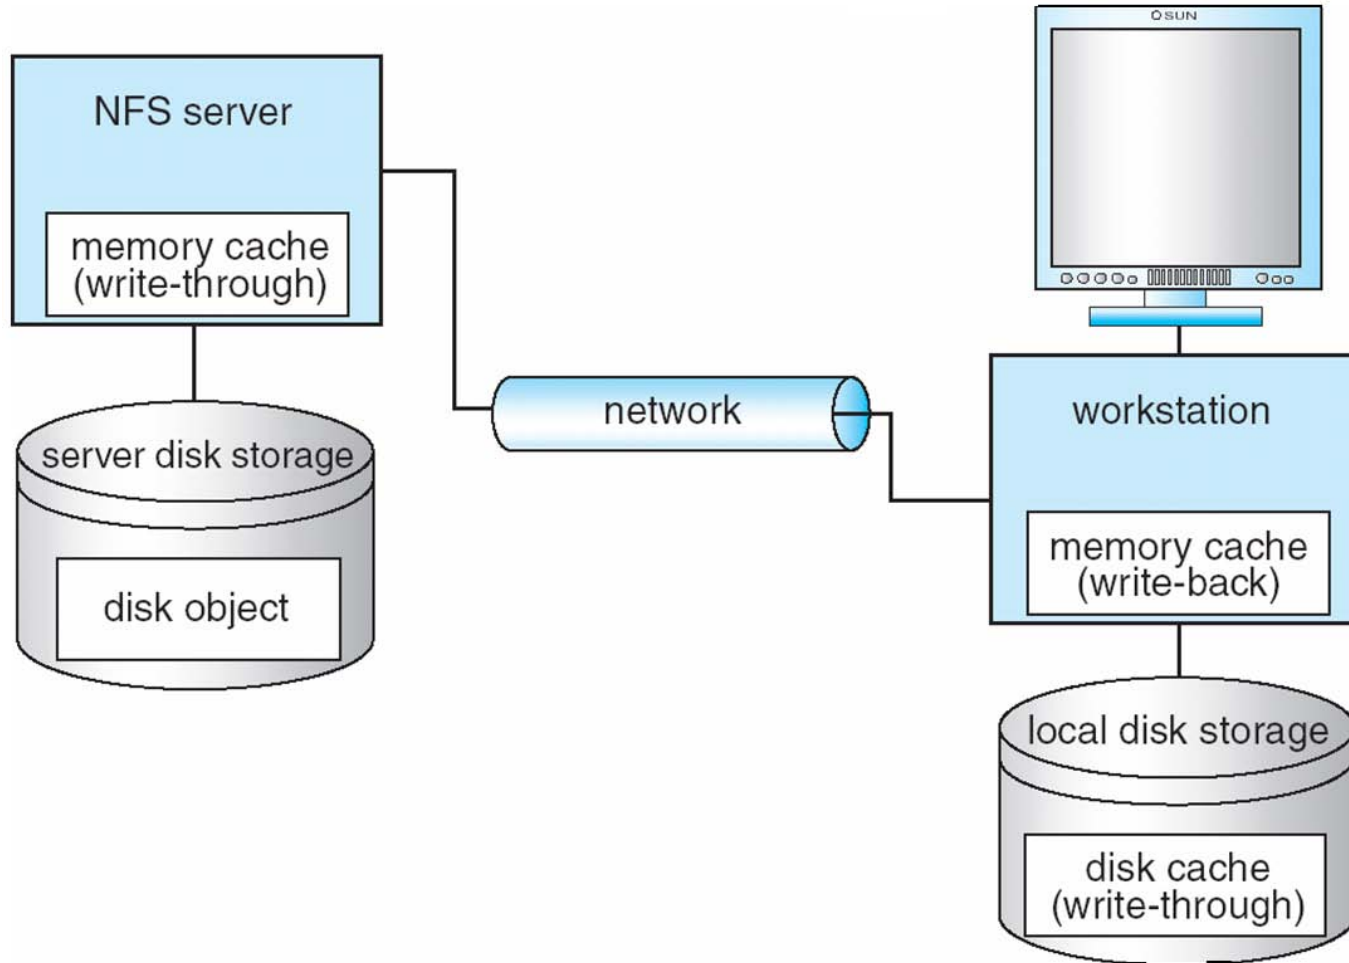 SUN
NFS server
memory cache
(write-through)
server disk storage
disk object
network
workstation
memory cache
(write-back)
local disk storage
disk cache
(write-through)